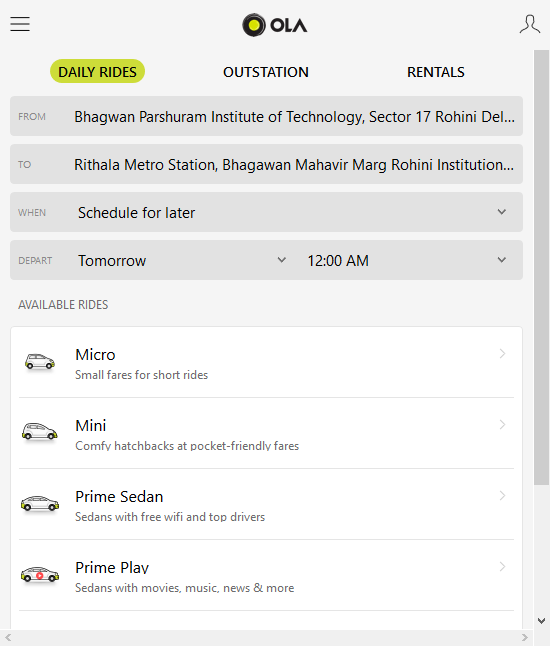 OLA
DAILY RIDES OUTSTATION RENTALS
FROM Bhagwan Parshuram Institute of Technology, Sector 17 Rohini Del...
TO Rithala Metro Station, Bhagawan Mahavir Marg Rohini Institution...
WHEN Schedule for later
DEPART Tomorrow 12:00 AM
AVAILABLE RIDES
Micro
Small fares for short rides
Mini
Comfy hatchbacks at pocket-friendly fares
Prime Sedan
Sedans with free wifi and top drivers
Prime Play
Sedans with movies, music, news & more